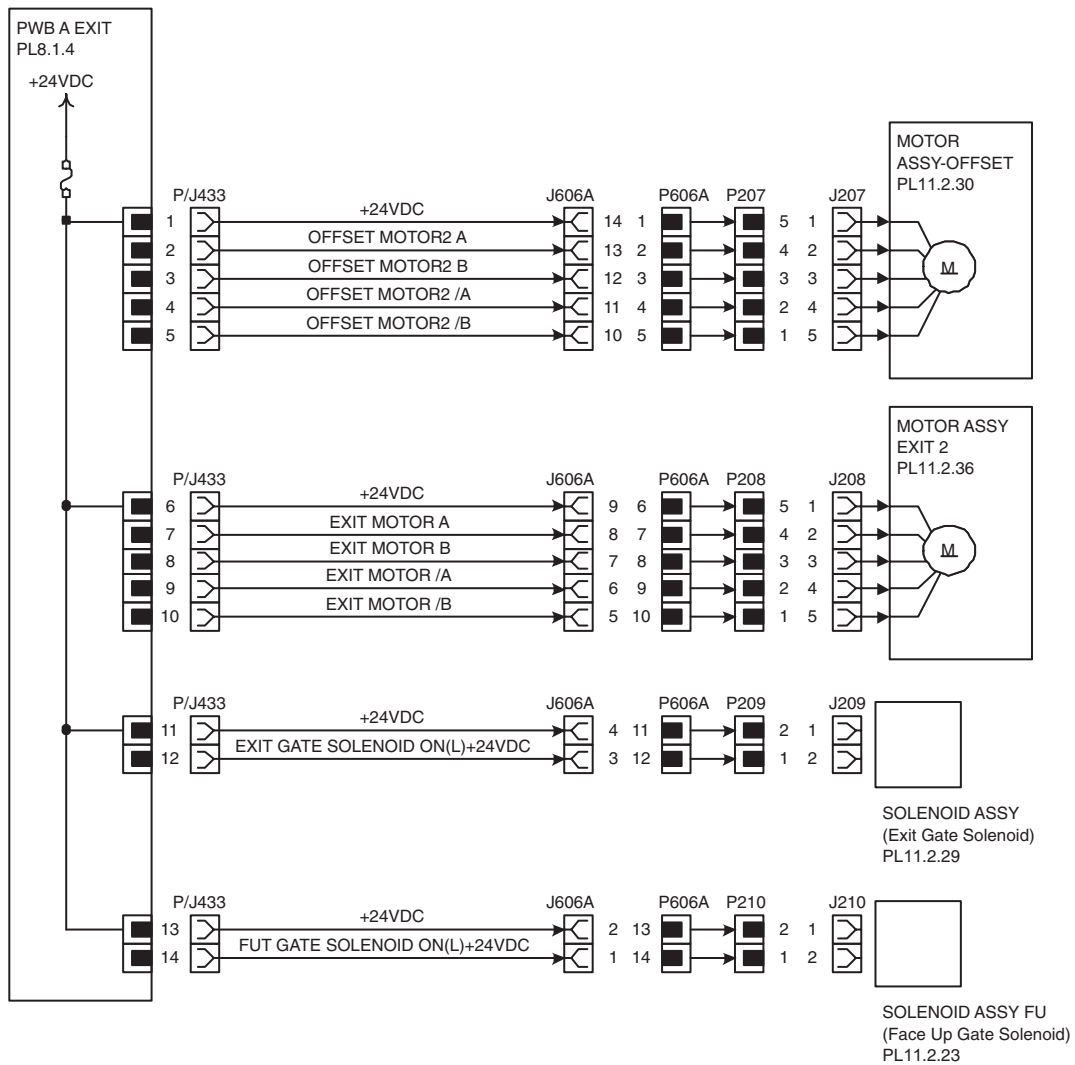 PWB A EXIT
PL8.1.4
+24VDC
MOTOR
ASSY-OFFSET
PL11.2.30
P/J433 J606A P606A P207 J207
1 +24VDC 14 1 5 1
2 OFFSET MOTOR2 A 13 2 4 2
3 OFFSET MOTOR2 B 12 3 3 3
4 OFFSET MOTOR2 /A 11 4 2 4
5 OFFSET MOTOR2 /B 10 5 1 5
M
MOTOR ASSY
EXIT 2
PL11.2.36
P/J433 J606A P606A P208 J208
6 +24VDC 9 6 5 1
7 EXIT MOTOR A 8 7 4 2
8 EXIT MOTOR B 7 8 3 3
9 EXIT MOTOR /A 6 9 2 4
10 EXIT MOTOR /B 5 10 1 5
M
P/J433 J606A P606A P209 J209
11 +24VDC 4 11 2 1
12 EXIT GATE SOLENOID ON(L)+24VDC 3 12 1 2
SOLENOID ASSY
(Exit Gate Solenoid)
PL11.2.29
P/J433 J606A P606A P210 J210
13 +24VDC 2 13 2 1
14 FUT GATE SOLENOID ON(L)+24VDC 1 14 1 2
SOLENOID ASSY FU
(Face Up Gate Solenoid)
PL11.2.23